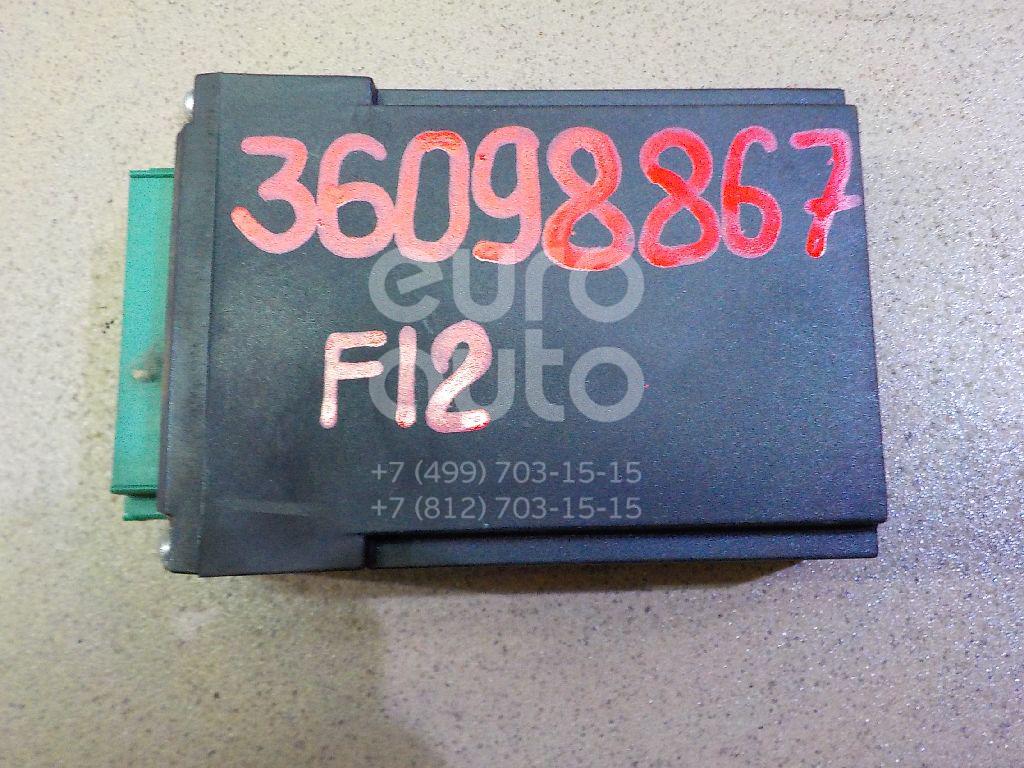 36098867
euro
F12
auto
+7 (499) 703-15-15
+7 (812) 703-15-15